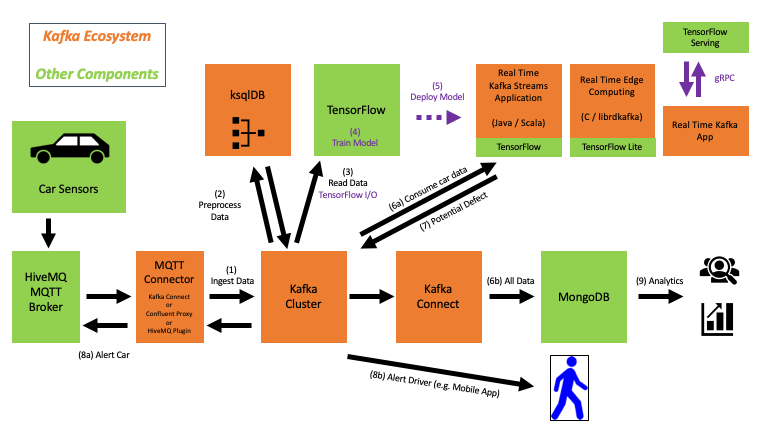 Kafka Ecosystem
Other Components
TensorFlow
Serving
gRPC
Real Time Kafka
App
ksqlDB
TensorFlow
(4)
Train Model
(5)
Deploy Model
Real Time
Kafka Streams
Application
(Java / Scala)
TensorFlow
Real Time Edge
Computing
(C / librdkafka)
TensorFlow Lite
Car Sensors
(2)
Preprocess
Data
(3)
Read Data
TensorFlow I/O
(6a) Consume car data
(7) Potential Defect
HiveMQ
MQTT
Broker
MQTT
Connector
Kafka Connect
or
Confluent Proxy
or
HiveMQ Plugin
(1)
Ingest Data
Kafka
Cluster
Kafka
Connect
(6b) All Data
MongoDB
(9) Analytics
(8a) Alert Car
(8b) Alert Driver (e.g. Mobile App)